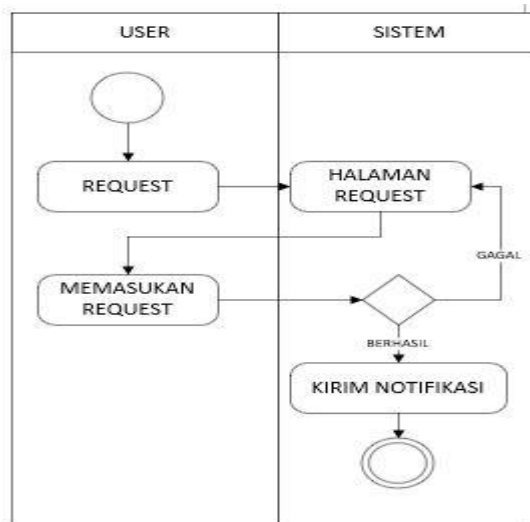 USER
SISTEM
REQUEST
HALAMAN
REQUEST
MEMASUKAN
REQUEST
GAGAL
BERHASIL
KIRIM NOTIFIKASI